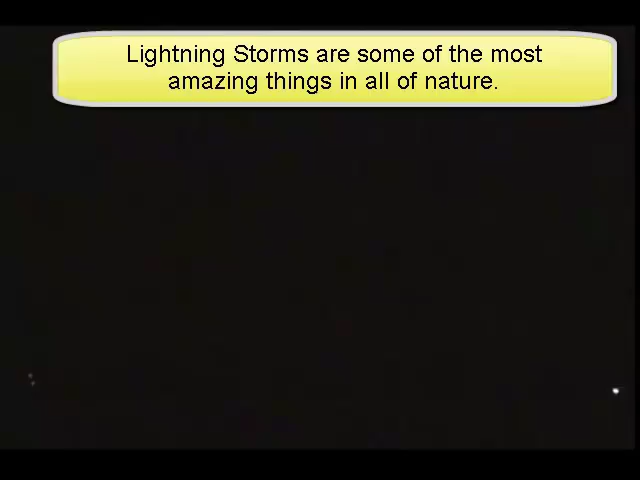 Lightning Storms are some of the most
amazing things in all of nature.